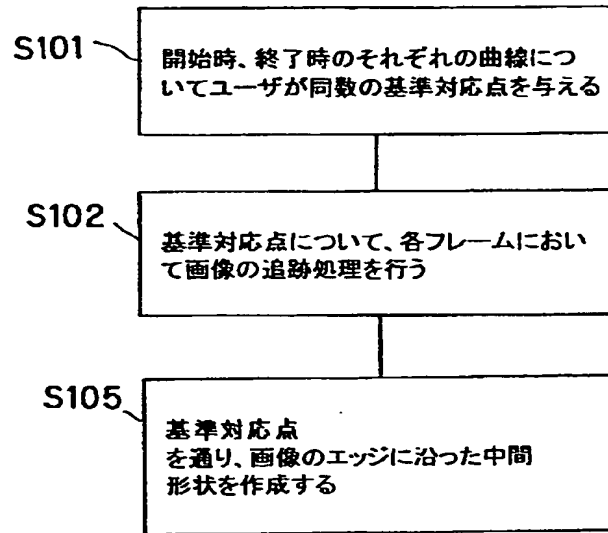 S101
開始時、終了時のそれぞれの曲線につ
いてユーザが同数の基準対応点を与える
S102
基準対応点について、各フレームにおい
て画像の追跡処理を行う
S105
基準対応点
を通り、画像のエッジに沿った中間
形状を作成する